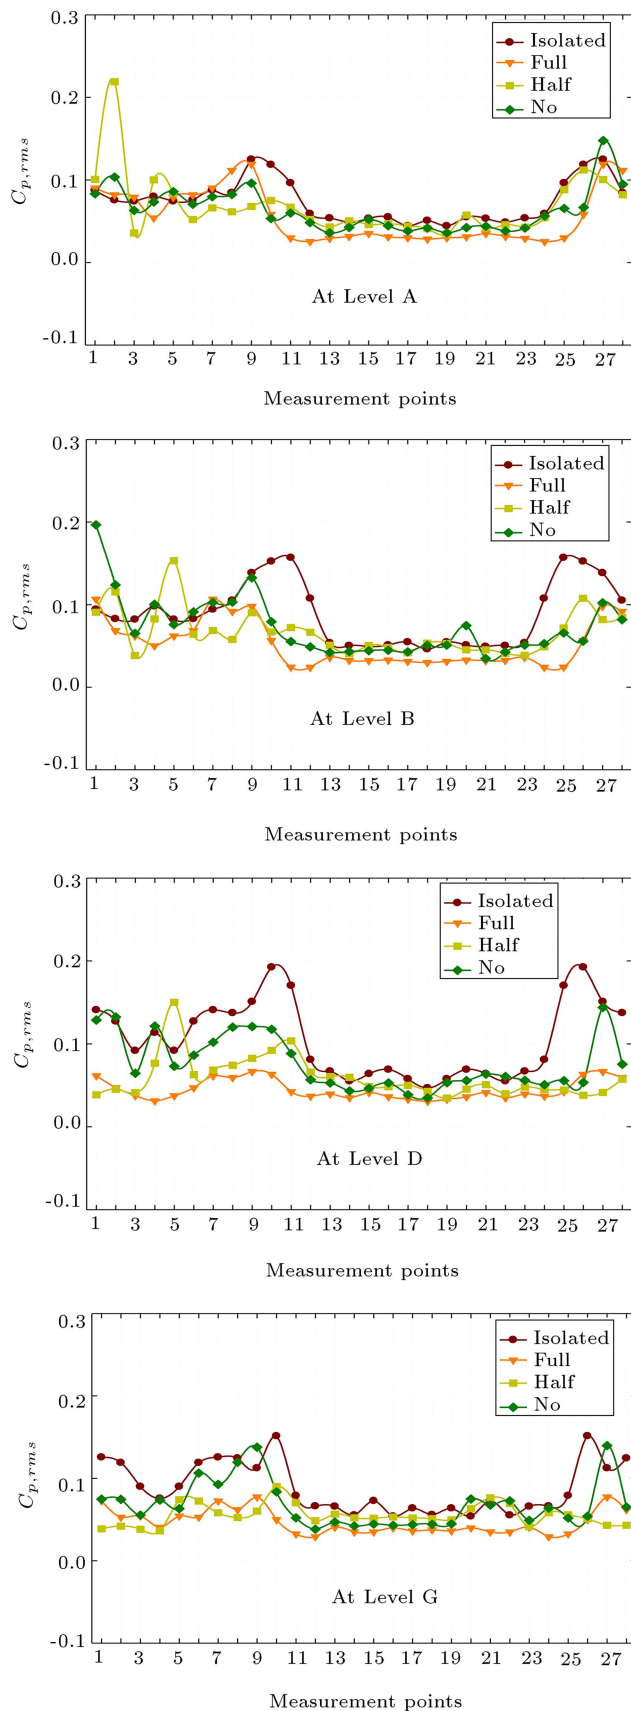 0.3
0.2
0.1
0.0
-0.1
C_{p,rms}
Isolated
Full
Half
No
At Level A
1 3 5 7 9 11 13 15 17 19 21 23 25 27
Measurement points
0.3
0.2
0.1
0.0
-0.1
C_{p,rms}
Isolated
Full
Half
No
At Level B
1 3 5 7 9 11 13 15 17 19 21 23 25 27
Measurement points
0.3
0.2
0.1
0.0
-0.1
C_{p,rms}
Isolated
Full
Half
No
At Level D
1 3 5 7 9 11 13 15 17 19 21 23 25 27
Measurement points
0.3
0.2
0.1
0.0
-0.1
C_{p,rms}
Isolated
Full
Half
No
At Level G
1 3 5 7 9 11 13 15 17 19 21 23 25 27
Measurement points